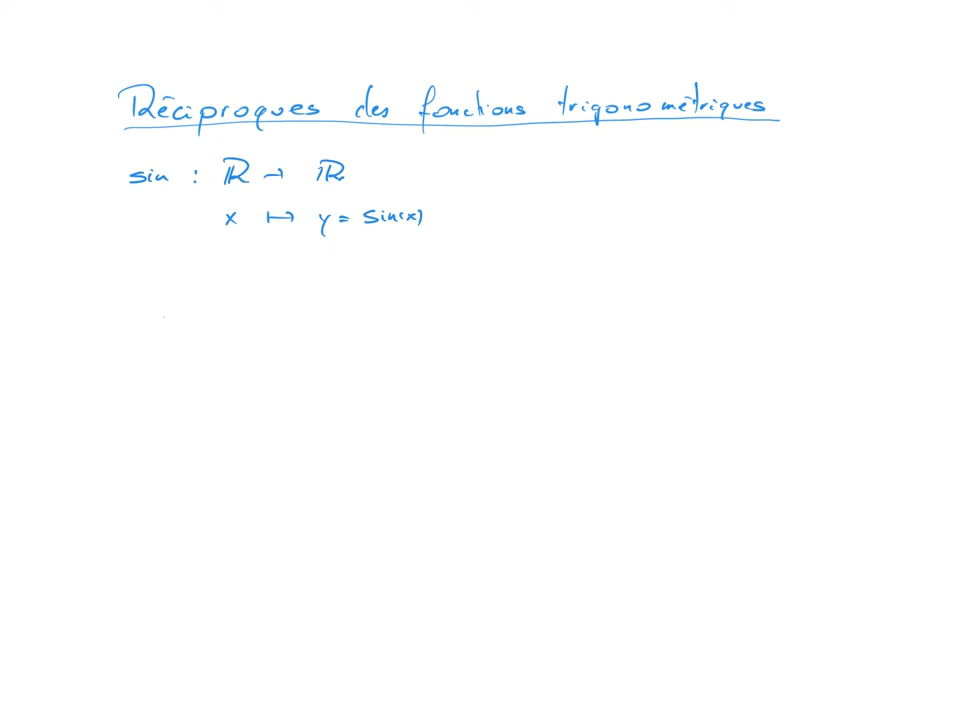 Réciproques des fonctions trigonométriques
sin : ℝ → ℝ
x ↦ y = sin(x)